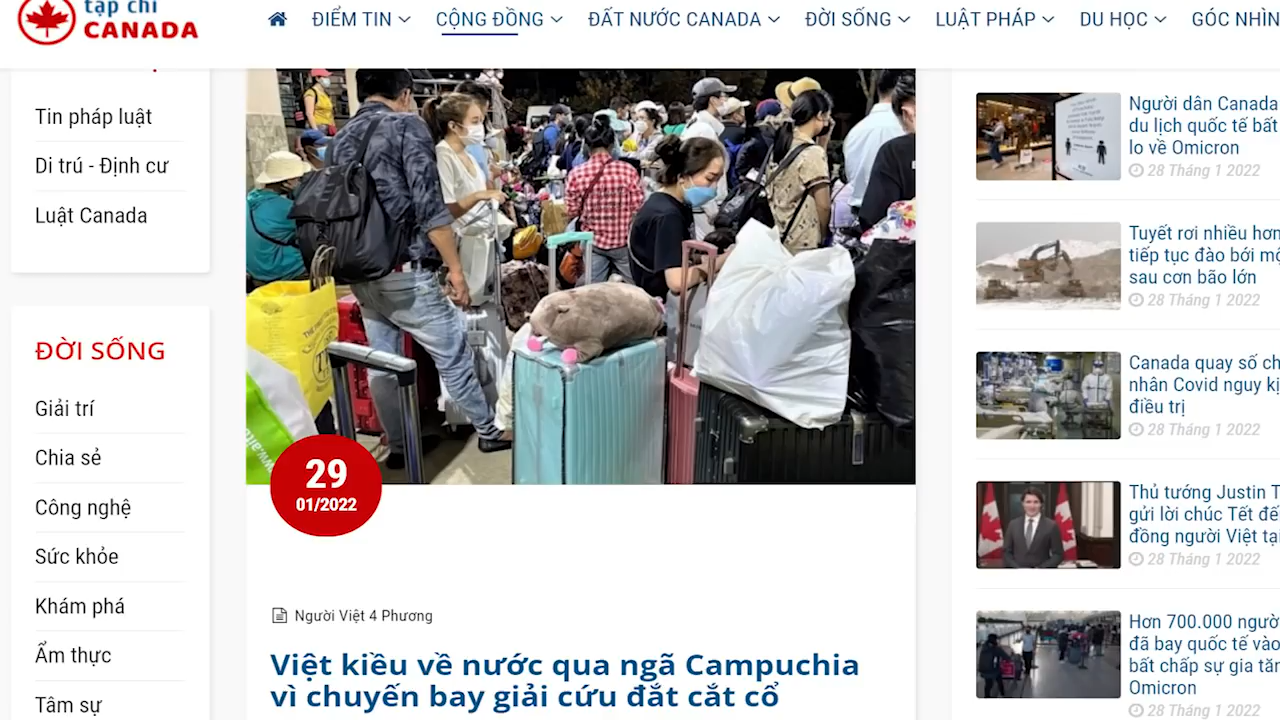 tạp chí
CANADA
ĐIỂM TIN
CỘNG ĐỒNG
ĐẤT NƯỚC CANADA
ĐỜI SỐNG
LUẬT PHÁP
DU HỌC
GÓC NHÌN
Tin pháp luật
Di trú - Định cư
Luật Canada
ĐỜI SỐNG
Giải trí
Chia sẻ
Công nghệ
Sức khỏe
Khám phá
Ẩm thực
Tâm sự
29
01/2022
Người Việt 4 Phương
Việt kiều về nước qua ngã Campuchia
vì chuyến bay giải cứu đắt cắt cổ
Người dân Canada
du lịch quốc tế bất
lo về Omicron
28 Tháng 1 2022
Tuyết rơi nhiều hơn
tiếp tục đào bới
sau cơn bão lớn
28 Tháng 1 2022
Canada quay số
nhân Covid nguy
điều trị
28 Tháng 1 2022
Thủ tướng Justin
gửi lời chúc Tết
đồng người Việt
28 Tháng 1 2022
Hơn 700.000
đã bay quốc tế vào
bất chấp sự gia
Omicron
28 Tháng 1 2022